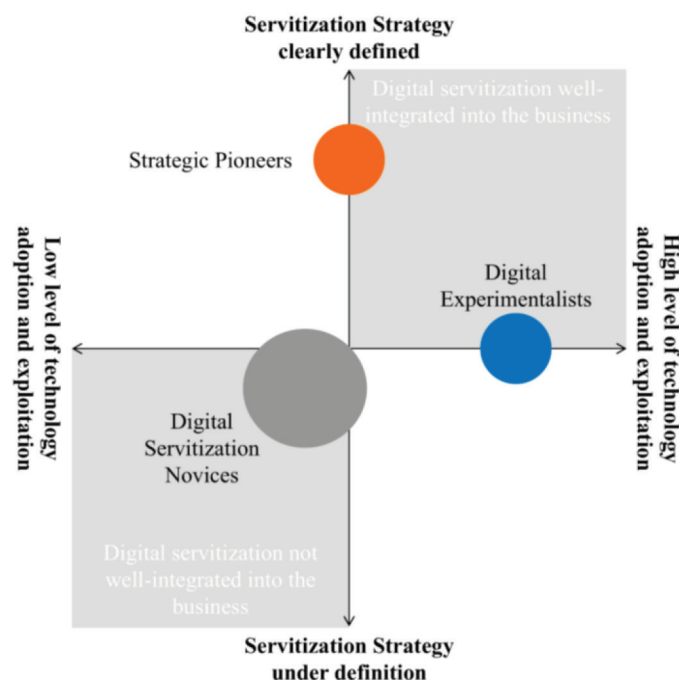 Servitization Strategy
clearly defined
Digital servitization well-
integrated into the business
Strategic Pioneers
Low level of technology
adoption and exploitation
High level of technology
adoption and exploitation
Digital
Experimentalists
Digital
Servitization
Novices
Digital servitization not
well-integrated into the
business
Servitization Strategy
under definition